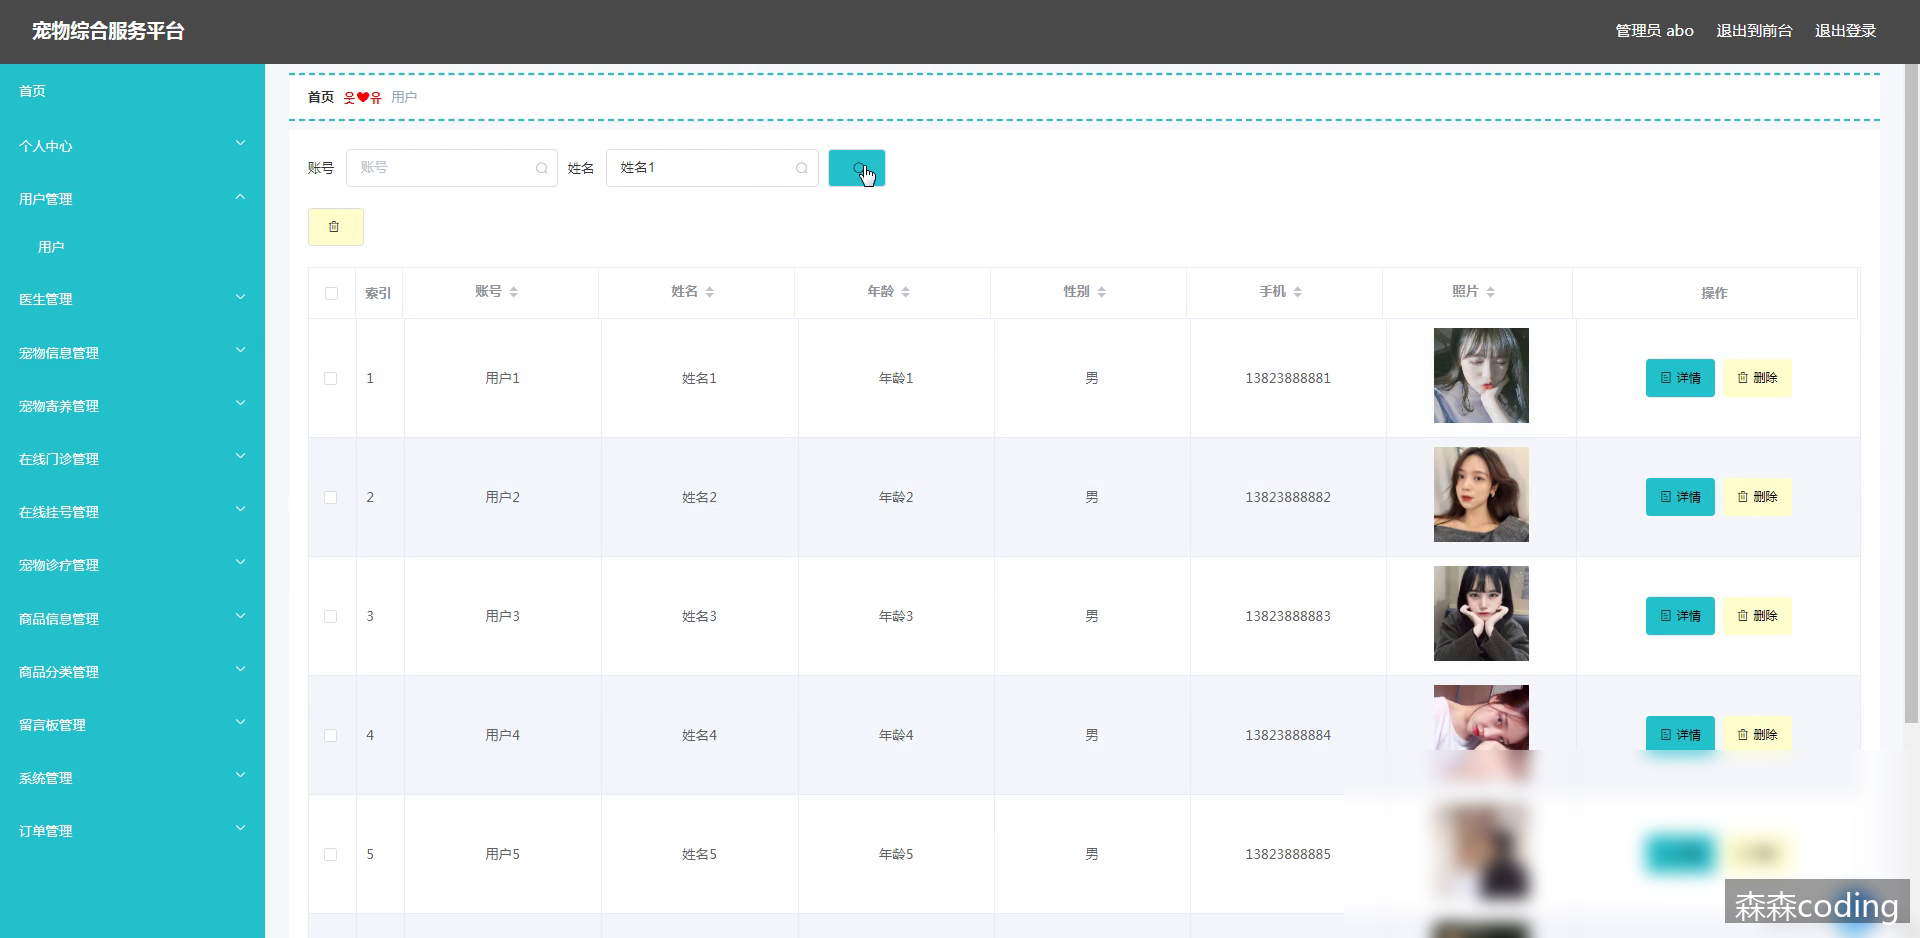 宠物综合服务平台
管理员 abo 退出到前台 退出登录
首页
个人中心
用户管理
用户
医生管理
宠物信息管理
宠物寄养管理
在线门诊管理
在线挂号管理
宠物诊疗管理
商品信息管理
商品分类管理
留言板管理
系统管理
订单管理
首页 웃❤유 用户
账号 账号 姓名 姓名1
索引 账号 姓名 年龄 性别 手机 照片 操作
1 用户1 姓名1 年龄1 男 13823888881 详情 删除
2 用户2 姓名2 年龄2 男 13823888882 详情 删除
3 用户3 姓名3 年龄3 男 13823888883 详情 删除
4 用户4 姓名4 年龄4 男 13823888884 详情 删除
5 用户5 姓名5 年龄5 男 13823888885
森森coding